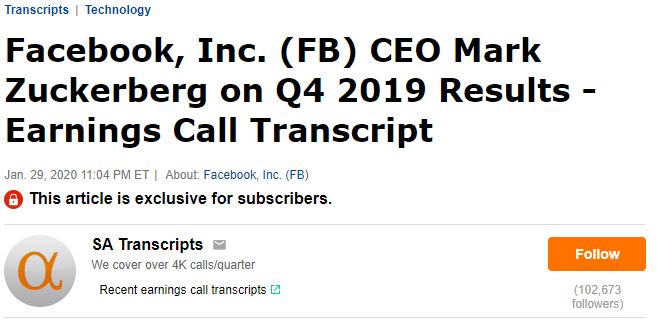 Transcripts | Technology
Facebook, Inc. (FB) CEO Mark
Zuckerberg on Q4 2019 Results -
Earnings Call Transcript
Jan. 29, 2020 11:04 PM ET | About: Facebook, Inc. (FB)
This article is exclusive for subscribers.
α
SA Transcripts
We cover over 4K calls/quarter
Recent earnings call transcripts
Follow
(102,673
followers)